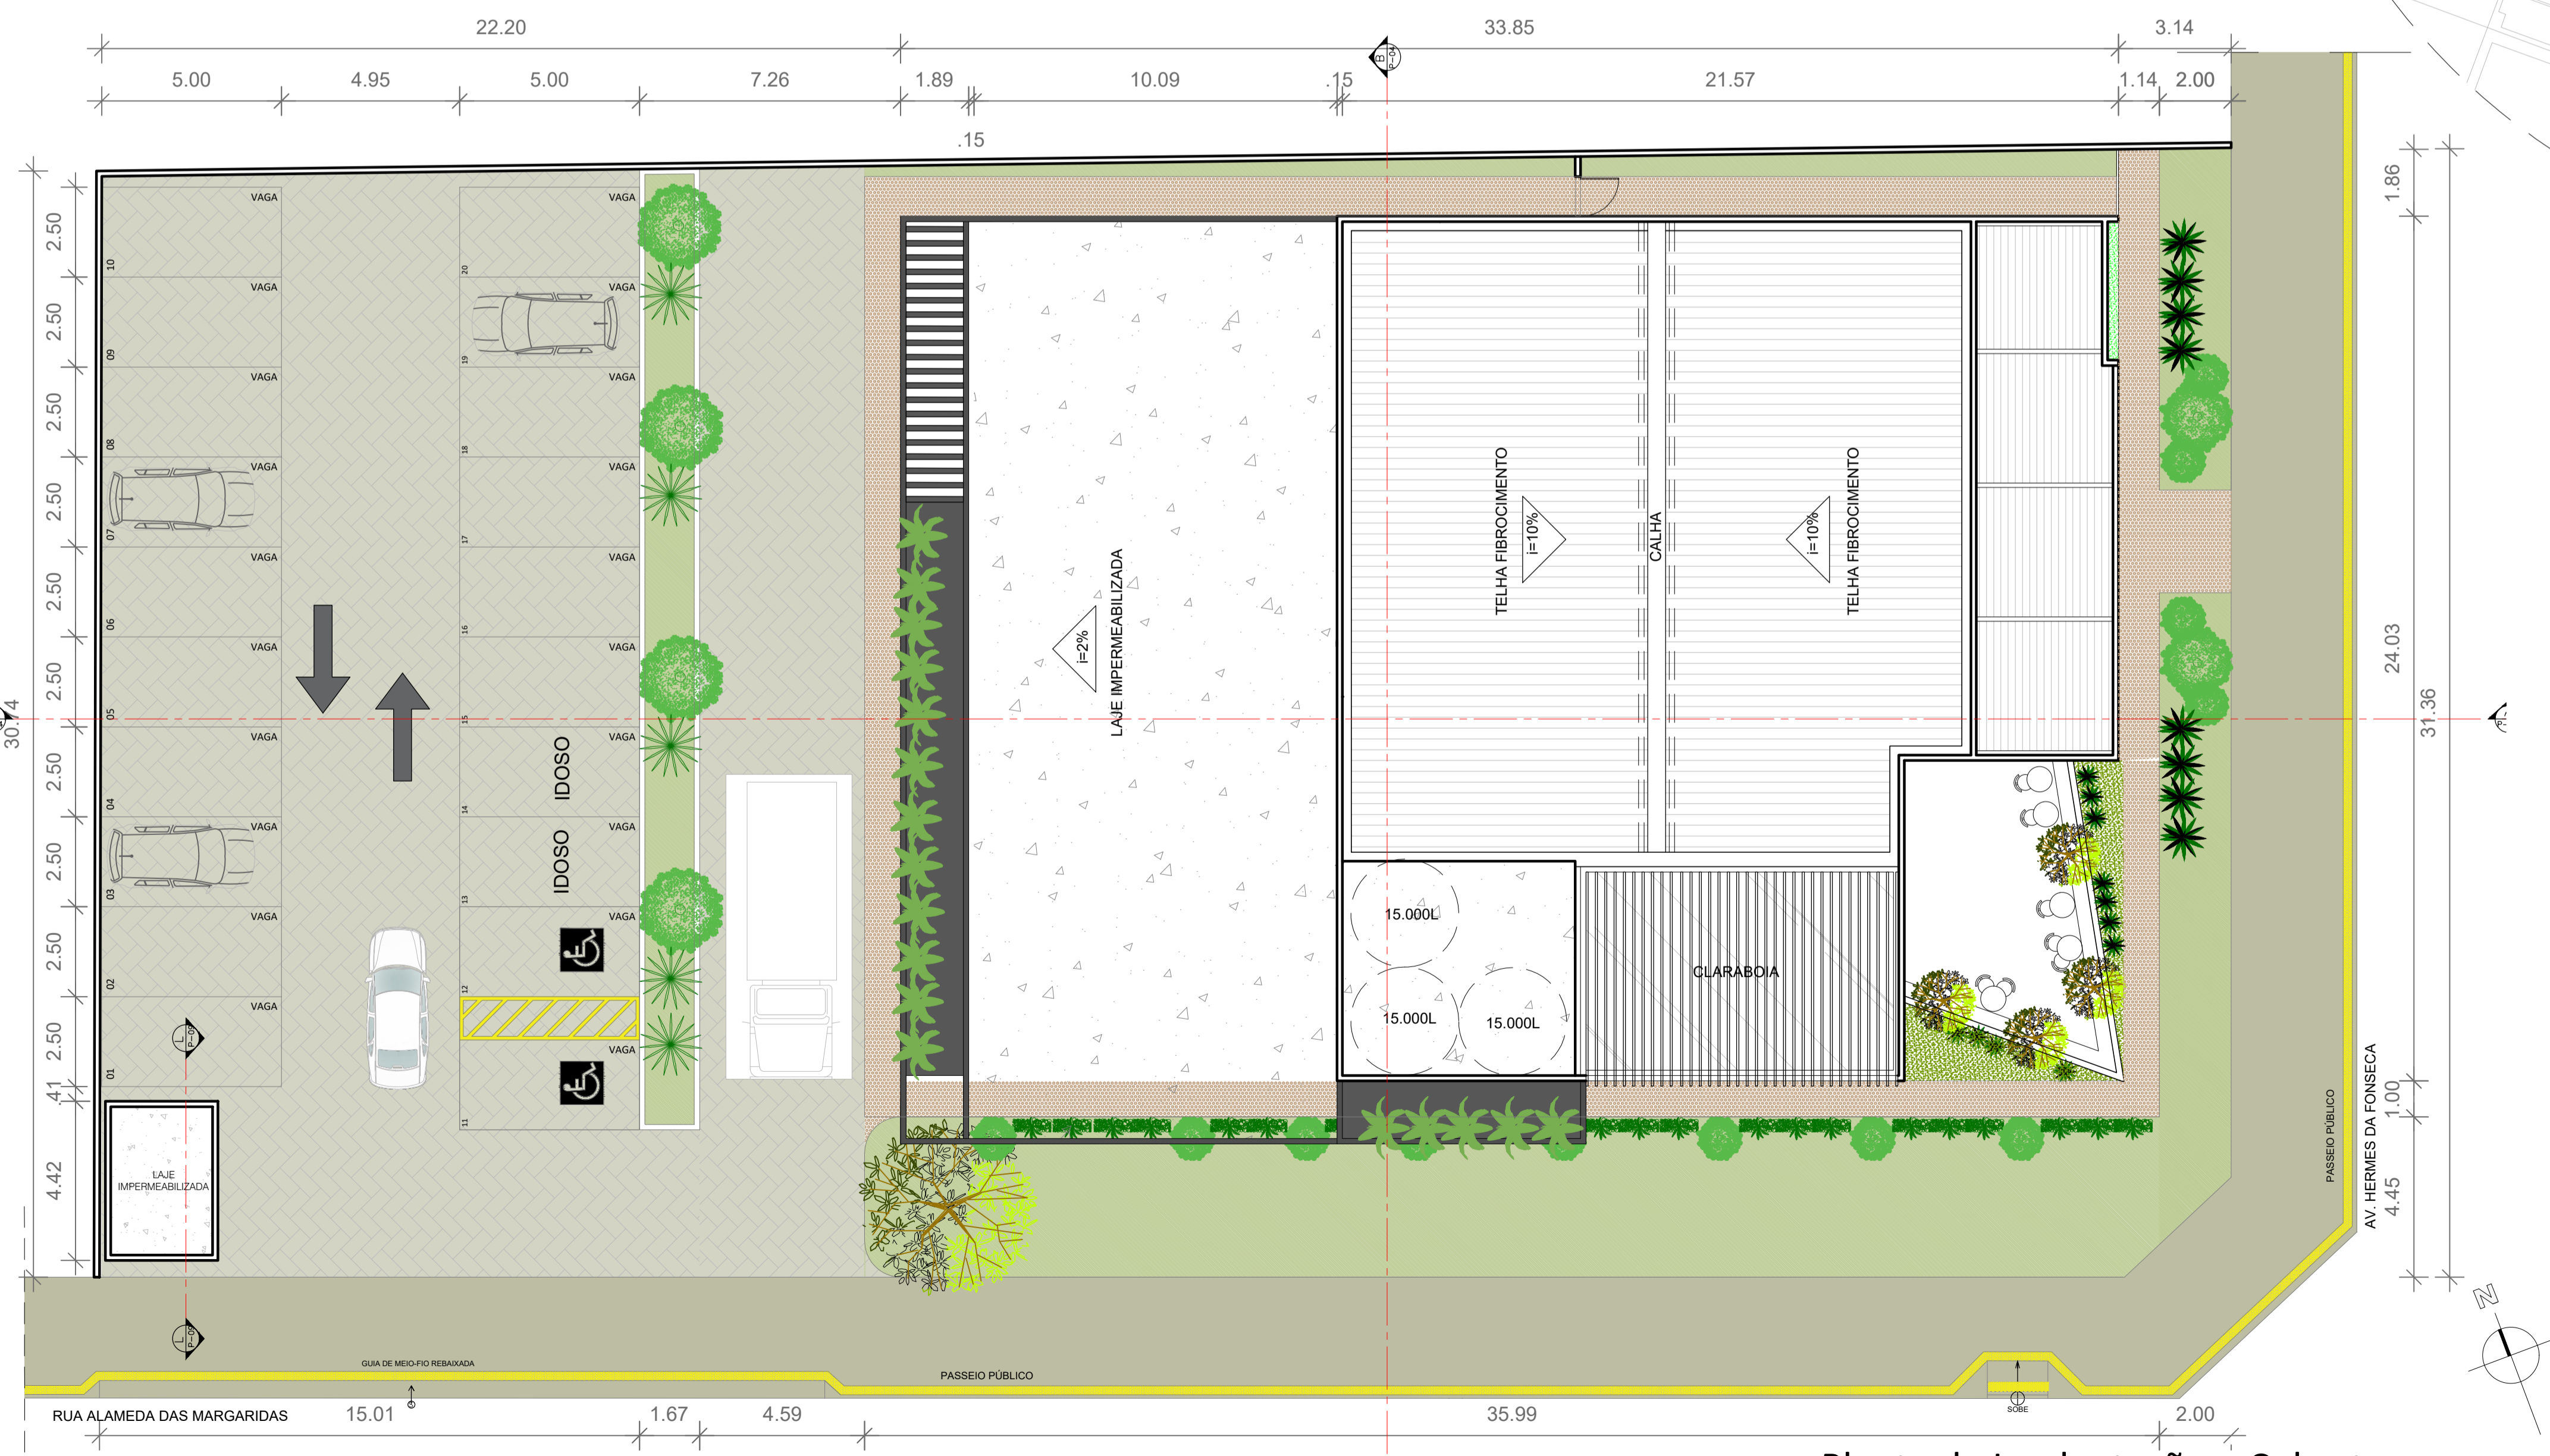 22.20
33.85
3.14
5.00
4.95
5.00
7.26
1.89
10.09
.15
21.57
1.14
2.00
.15
B
P-04
2.50
2.50
2.50
2.50
2.50
2.50
2.50
2.50
2.50
2.50
.41
4.42
30.74
VAGA
10
VAGA
09
VAGA
08
VAGA
07
VAGA
06
VAGA
05
VAGA
04
VAGA
03
VAGA
02
VAGA
01
VAGA
20
VAGA
19
VAGA
18
VAGA
17
VAGA
16
VAGA
15
VAGA
14
VAGA
13
VAGA
12
VAGA
11
IDOSO
IDOSO
L
P-09
L
P-09
LAJE
IMPERMEABILIZADA
LAJE IMPERMEABILIZADA
i=2%
TELHA FIBROCIMENTO
i=10%
CALHA
i=10%
TELHA FIBROCIMENTO
15.000L
15.000L
15.000L
CLARABOIA
1.86
24.03
31.36
1.00
4.45
PASSEIO PÚBLICO
AV. HERMES DA FONSECA
N
GUIA DE MEIO-FIO REBAIXADA
PASSEIO PÚBLICO
SOBE
RUA ALAMEDA DAS MARGARIDAS
15.01
1.67
4.59
35.99
2.00